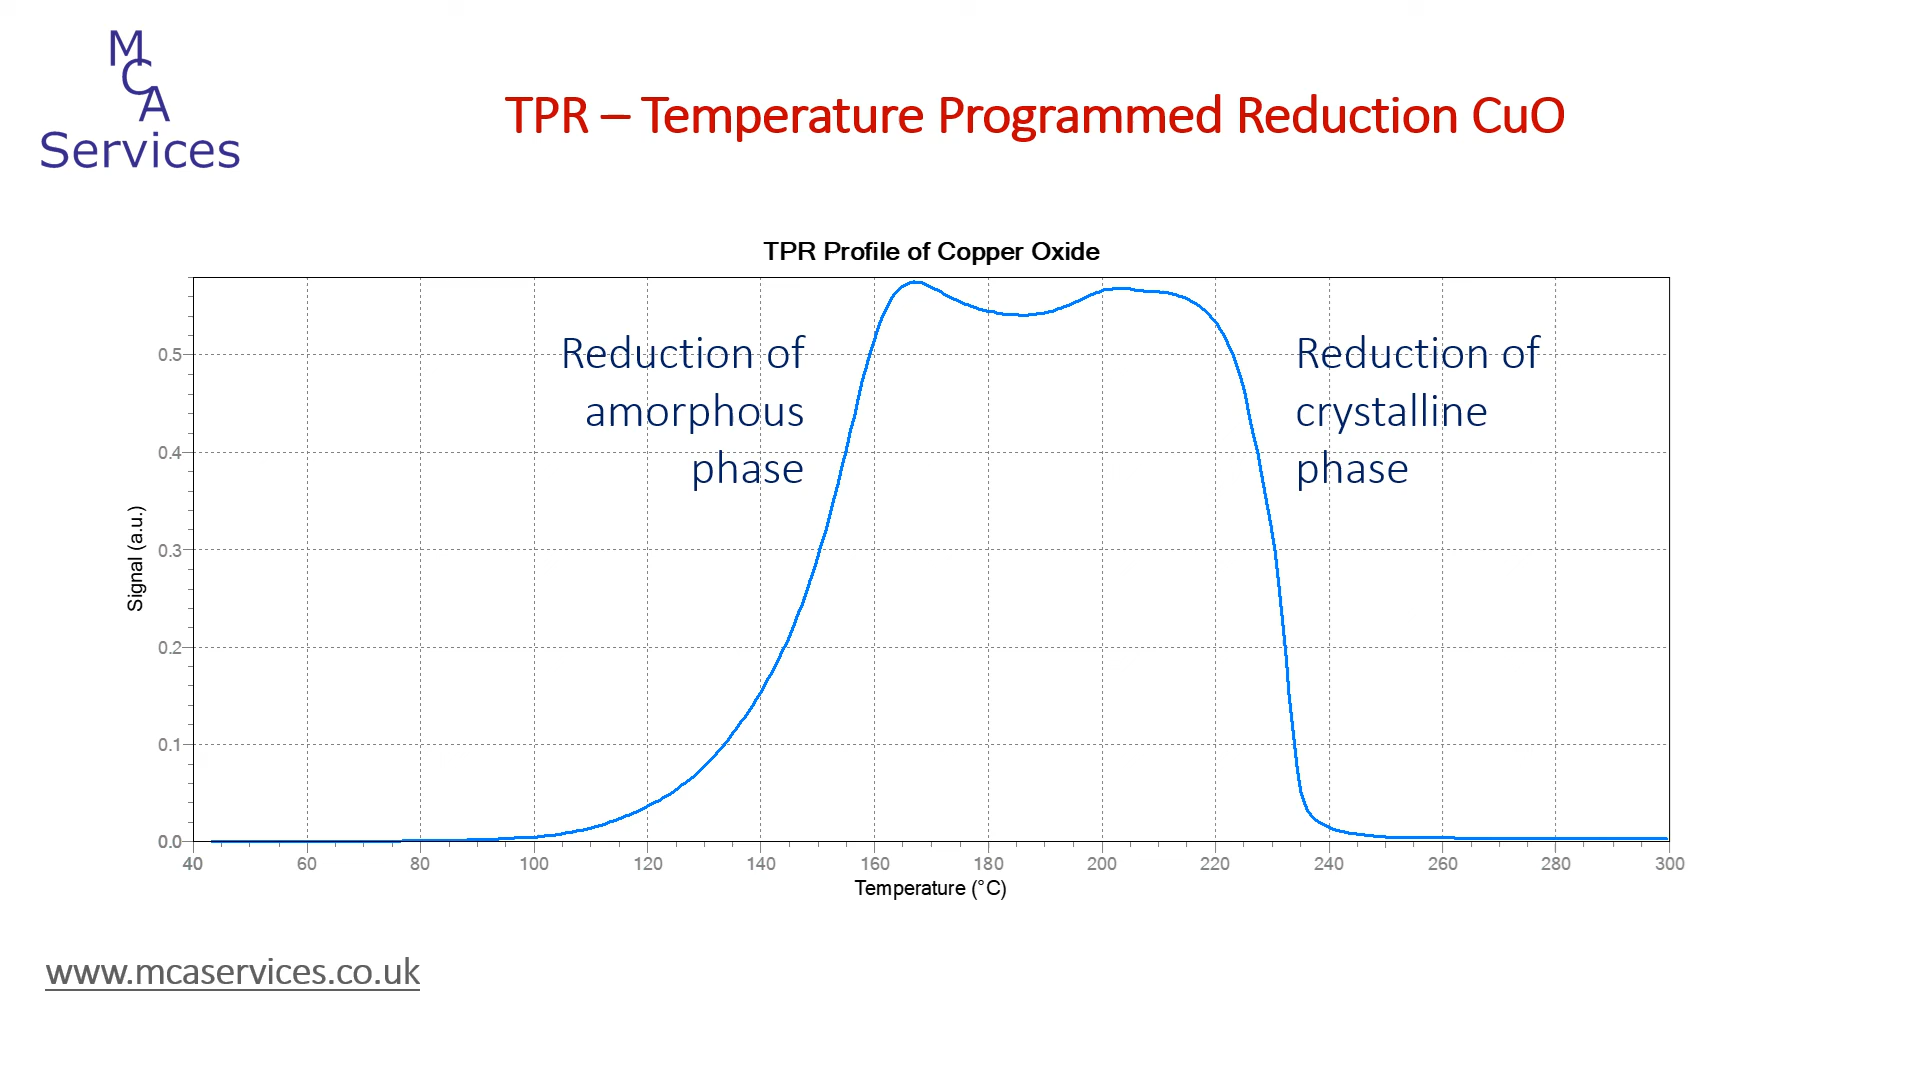 M
C
A
Services
TPR – Temperature Programmed Reduction CuO
TPR Profile of Copper Oxide
Reduction of
amorphous
phase
Reduction of
crystalline
phase
Signal (a.u.)
0.5
0.4
0.3
0.2
0.1
0.0
40 60 80 100 120 140 160 180 200 220 240 260 280 300
Temperature (°C)
www.mcaservices.co.uk